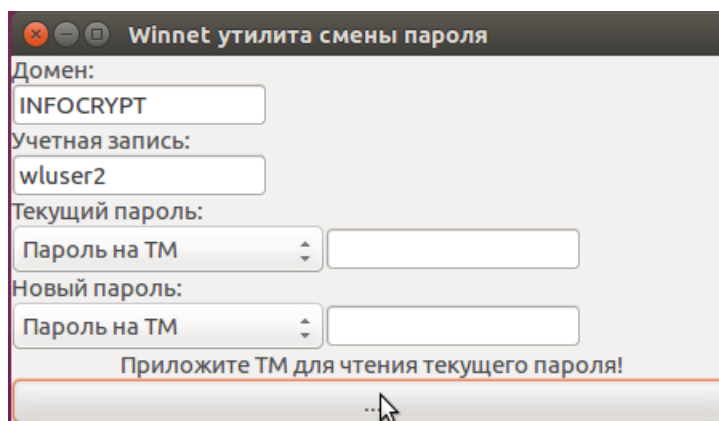 Winnet утилита смены пароля
Домен:
INFOCRYPT
Учетная запись:
wluser2
Текущий пароль:
Пароль на ТМ
Новый пароль:
Пароль на ТМ
Приложите ТМ для чтения текущего пароля!
...